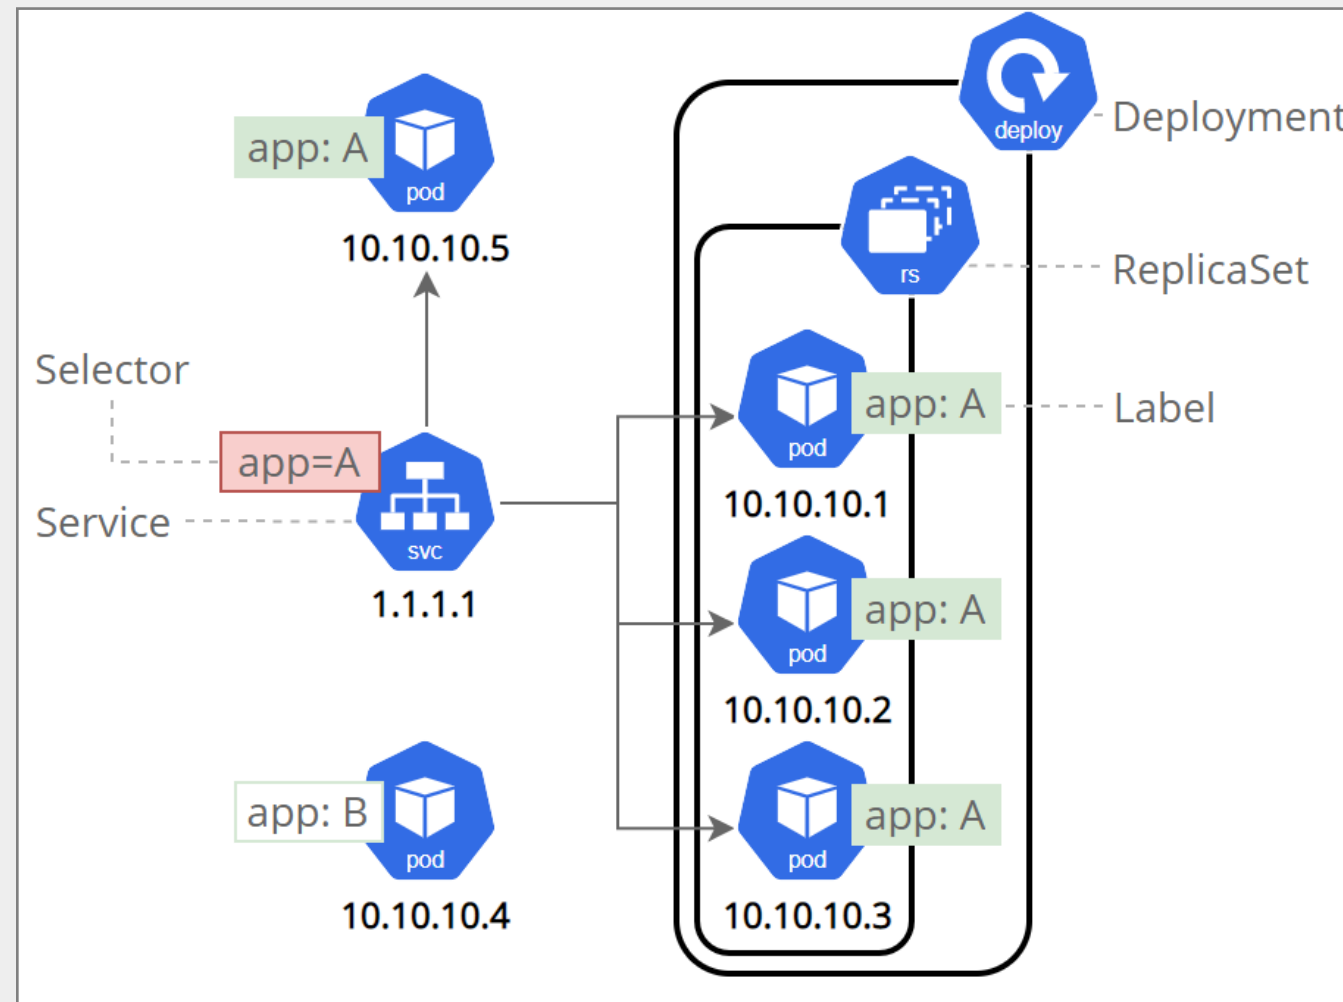 deploy
Deployment
app: A
pod
10.10.10.5
rs
ReplicaSet
Selector
app=A
Service
svc
1.1.1.1
pod
app: A
Label
10.10.10.1
pod
app: A
10.10.10.2
app: B
pod
10.10.10.4
pod
app: A
10.10.10.3